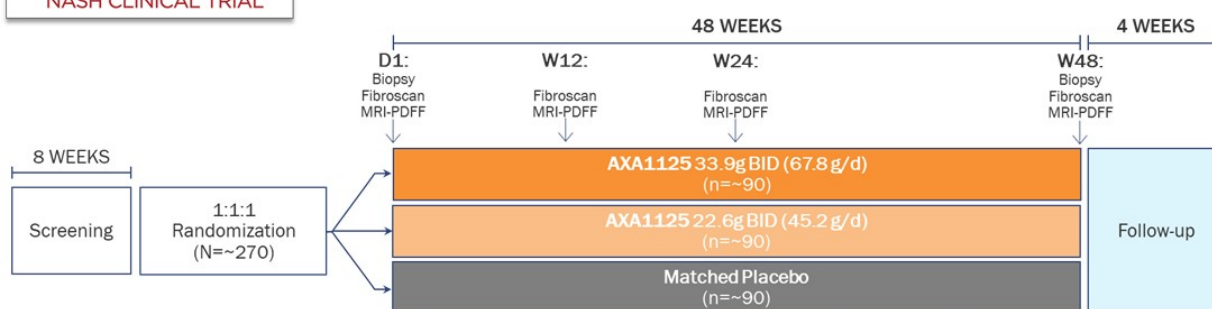 NASH CLINICAL TRIAL
48 WEEKS
4 WEEKS
D1:
Biopsy
Fibroscan
MRI-PDFF
W12:
Fibroscan
MRI-PDFF
W24:
Fibroscan
MRI-PDFF
W48:
Biopsy
Fibroscan
MRI-PDFF
8 WEEKS
Screening
1:1:1
Randomization
(N=~270)
AXA1125 33.9g BID (67.8 g/d)
(n=~90)
AXA1125 22.6g BID (45.2 g/d)
(n=~90)
Matched Placebo
(n=~90)
Follow-up